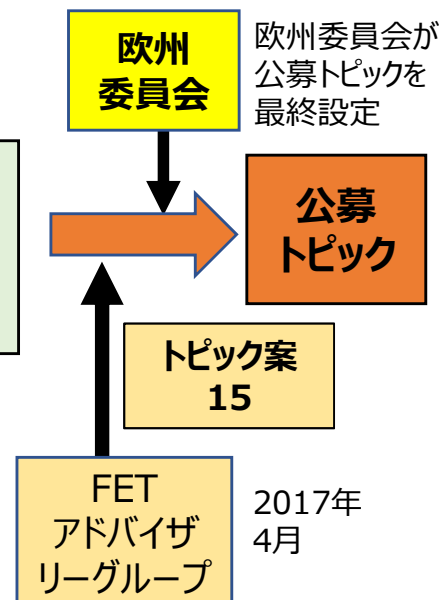 欧州
委員会
欧州委員会が
公募トピックを
最終設定
公募
トピック
トピック案
15
FET
アドバイザ
リーグループ
2017年
4月